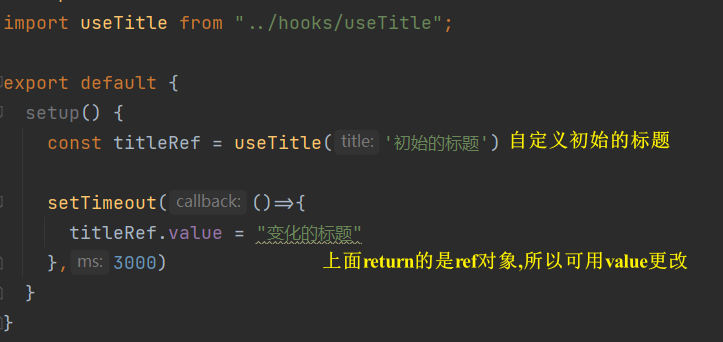 import useTitle from "../hooks/useTitle";
export default {
setup() {
const titleRef = useTitle( title: '初始的标题') 自定义初始的标题
setTimeout( callback: ()=>{
titleRef.value = "变化的标题"
}, ms: 3000) 上面return的是ref对象,所以可用value更改
}
}